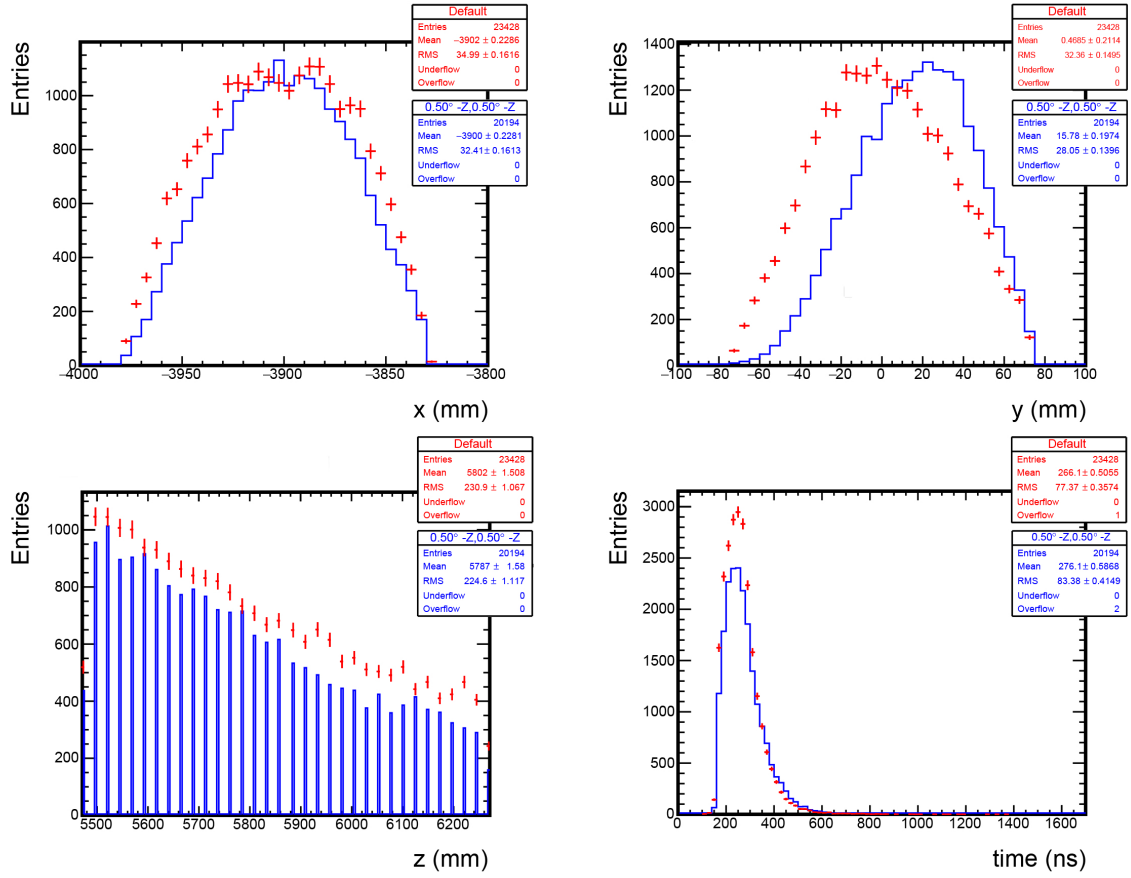 Default
Entries 23428
Mean −3902 ± 0.2286
RMS 34.99 ± 0.1616
Underflow 0
Overflow 0
0.50° -Z,0.50° -Z
Entries 20194
Mean −3900 ± 0.2281
RMS 32.41 ± 0.1613
Underflow 0
Overflow 0
Entries
1000
800
600
400
200
0
−4000 −3950 −3900 −3850 −3800
x (mm)
Default
Entries 23428
Mean 0.4685 ± 0.2114
RMS 32.36 ± 0.1495
Underflow 0
Overflow 0
0.50° -Z,0.50° -Z
Entries 20194
Mean 15.78 ± 0.1974
RMS 28.05 ± 0.1396
Underflow 0
Overflow 0
Entries
1400
1200
1000
800
600
400
200
0
−100 −80 −60 −40 −20 0 20 40 60 80 100
y (mm)
Default
Entries 23428
Mean 5802 ± 1.508
RMS 230.9 ± 1.067
Underflow 0
Overflow 0
0.50° -Z,0.50° -Z
Entries 20194
Mean 5787 ± 1.58
RMS 224.6 ± 1.117
Underflow 0
Overflow 0
Entries
1000
800
600
400
200
0
5500 5600 5700 5800 5900 6000 6100 6200
z (mm)
Default
Entries 23428
Mean 266.1 ± 0.5055
RMS 77.37 ± 0.3574
Underflow 0
Overflow 1
0.50° -Z,0.50° -Z
Entries 20194
Mean 276.1 ± 0.5868
RMS 83.38 ± 0.4149
Underflow 0
Overflow 2
Entries
3000
2500
2000
1500
1000
500
0
0 200 400 600 800 1000 1200 1400 1600
time (ns)